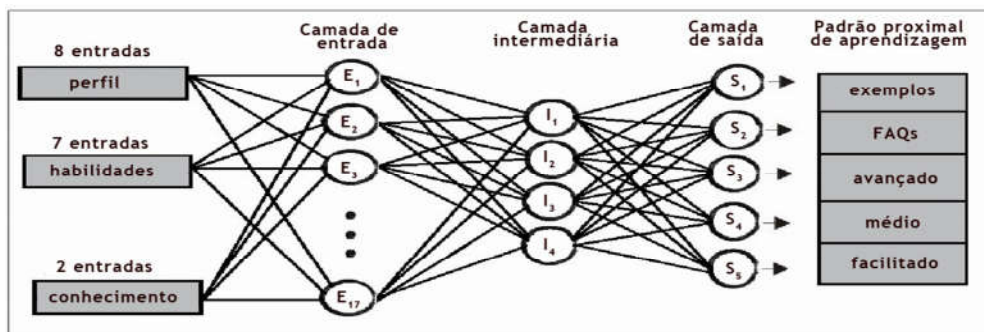 Camada de
entrada
Camada
intermediária
Camada
de saída
Padrão proximal
de aprendizagem
8 entradas
perfil
7 entradas
habilidades
2 entradas
conhecimento
E1
E2
E3
E17
I1
I2
I3
I4
S1
S2
S3
S4
S5
exemplos
FAQs
avançado
médio
facilitado